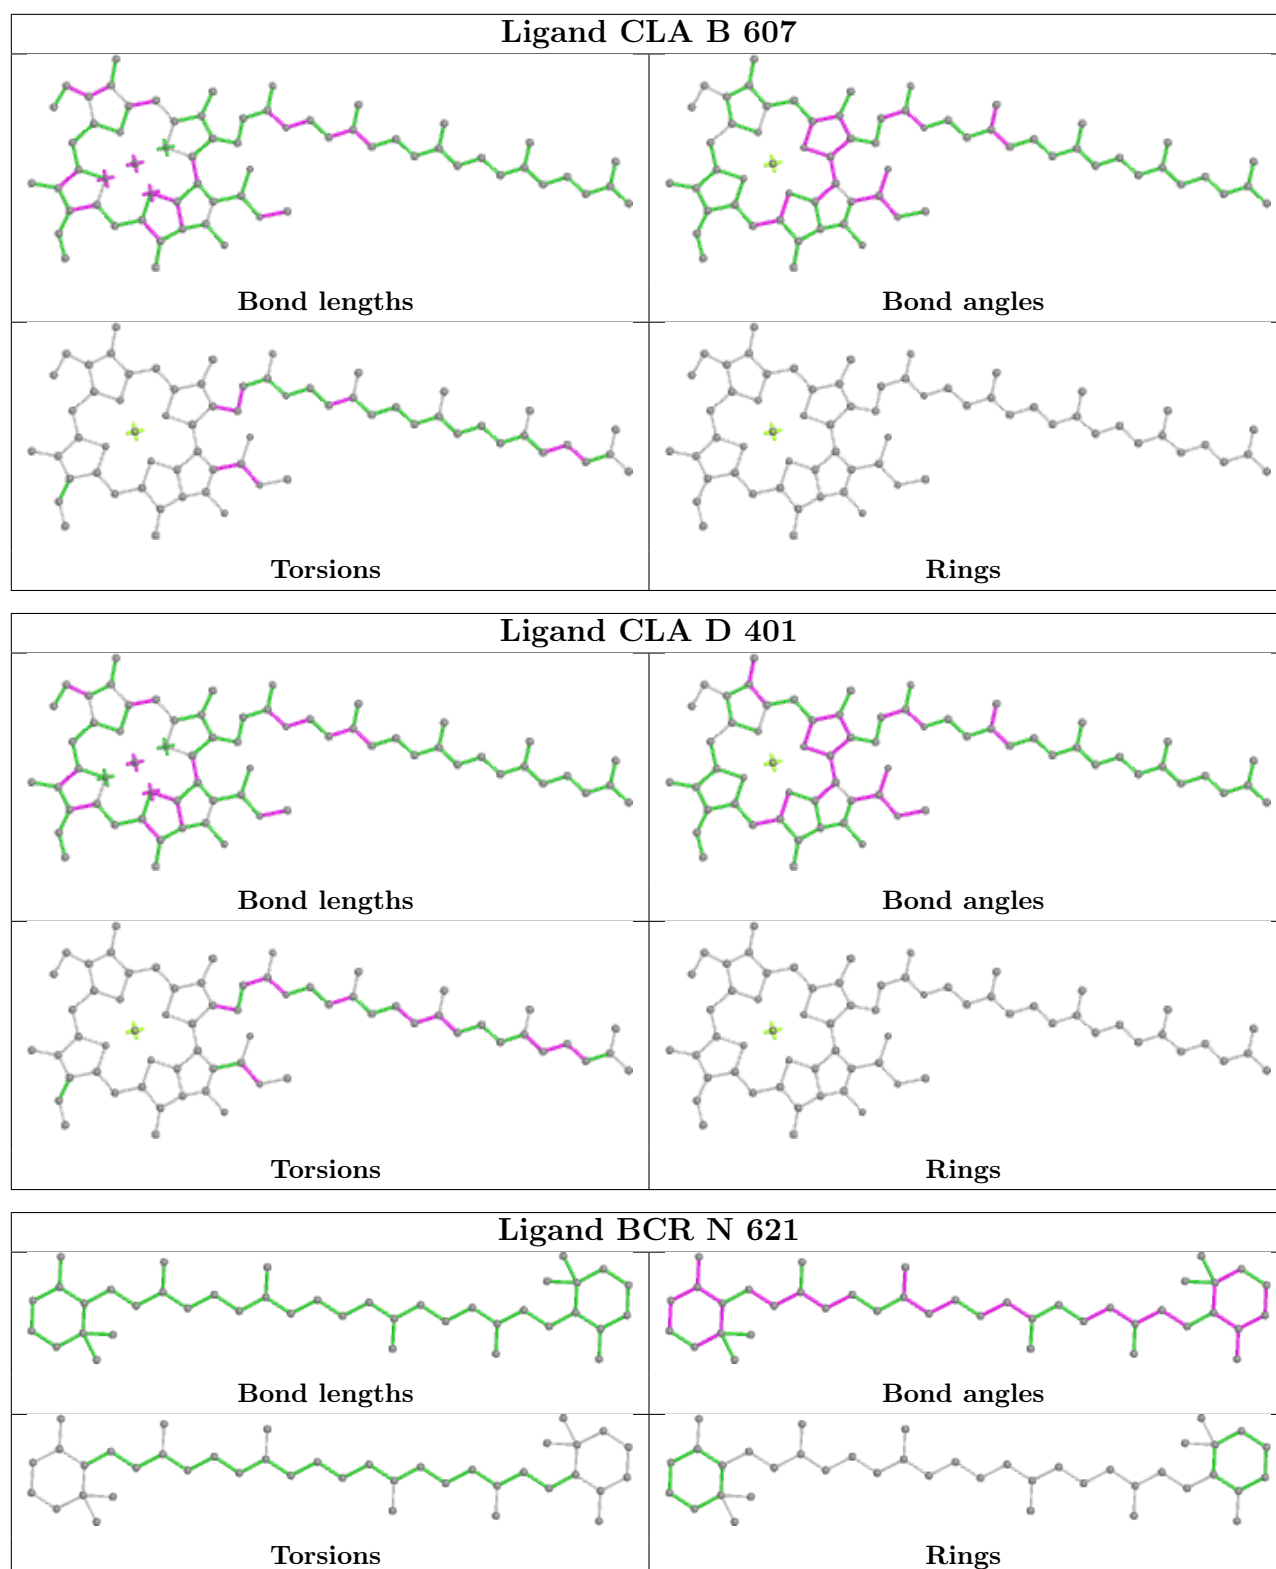 Ligand CLA B 607
Bond lengths
Bond angles
Torsions
Rings
Ligand CLA D 401
Bond lengths
Bond angles
Torsions
Rings
Ligand BCR N 621
Bond lengths
Bond angles
Torsions
Rings